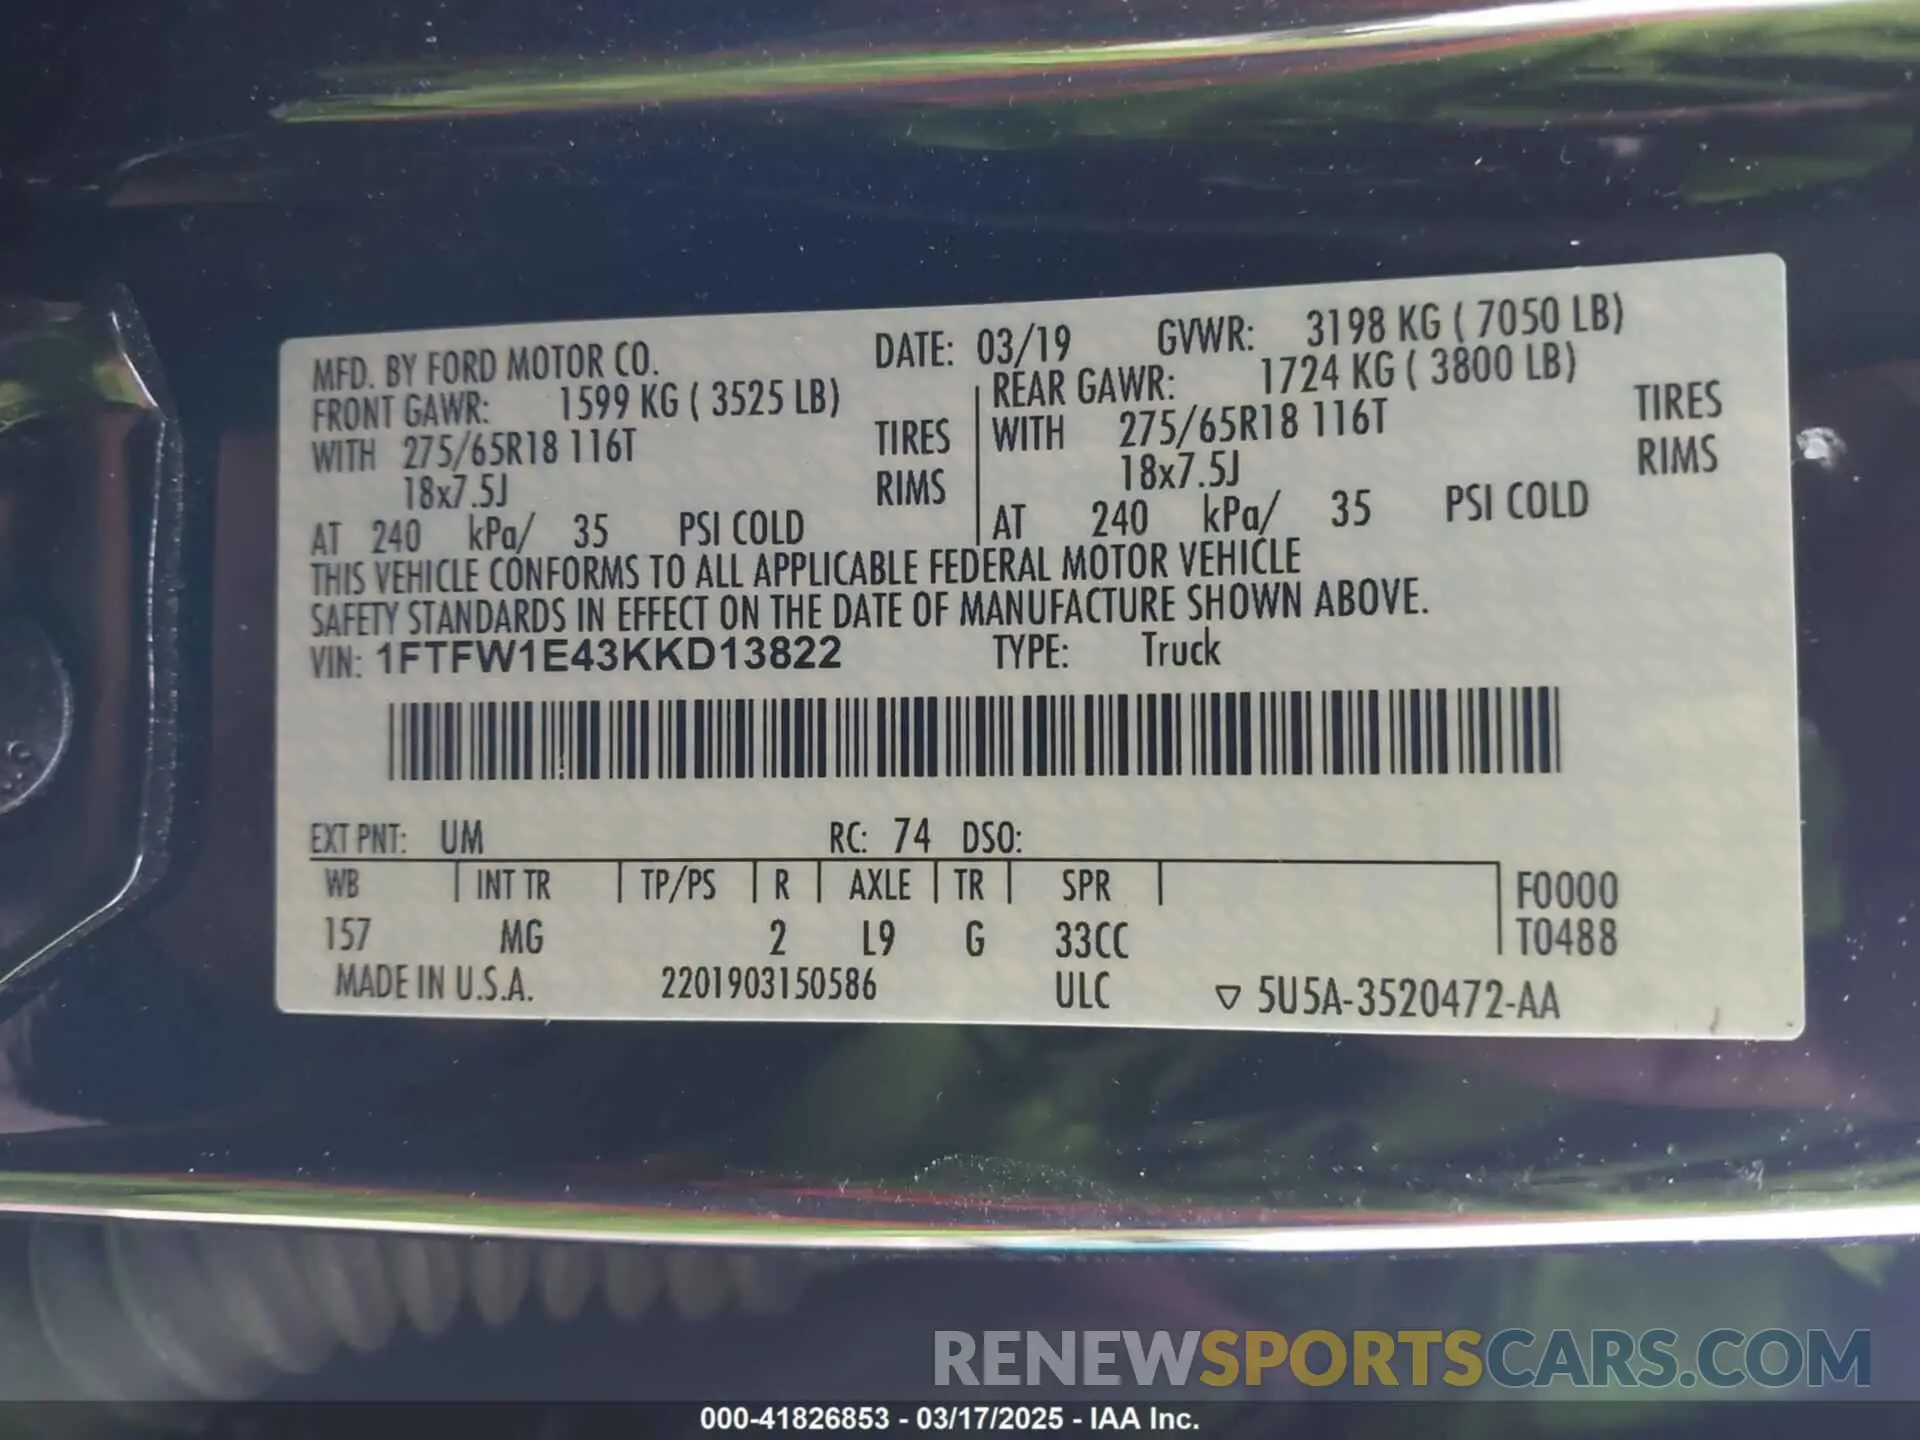 MFD. BY FORD MOTOR CO. DATE: 03/19 GVWR: 3198 KG ( 7050 LB)
FRONT GAWR: 1599 KG ( 3525 LB) REAR GAWR: 1724 KG ( 3800 LB)
WITH 275/65R18 116T TIRES WITH 275/65R18 116T TIRES
18x7.5J RIMS 18x7.5J RIMS
AT 240 kPa/ 35 PSI COLD AT 240 kPa/ 35 PSI COLD
THIS VEHICLE CONFORMS TO ALL APPLICABLE FEDERAL MOTOR VEHICLE
SAFETY STANDARDS IN EFFECT ON THE DATE OF MANUFACTURE SHOWN ABOVE.
VIN: 1FTFW1E43KKD13822 TYPE: Truck
EXT PNT: UM RC: 74 DSO:
WB INT TR TP/PS R AXLE TR SPR F0000
157 MG 2 L9 G 33CC T0488
MADE IN U.S.A. 2201903150586 ULC ▽ 5U5A-3520472-AA
RENEWSPORTSCARS.COM
000-41826853 - 03/17/2025 - IAA Inc.